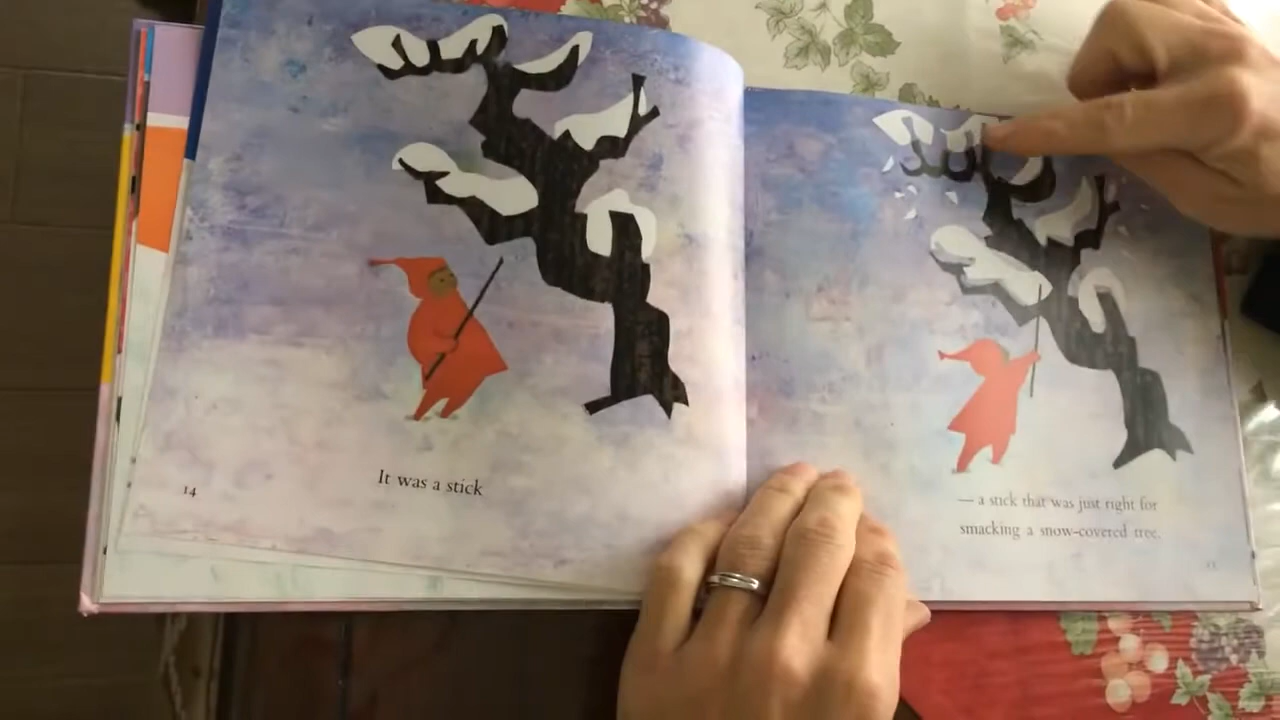 It was a stick
14
— a stick that was just right for
smacking a snow-covered tree.